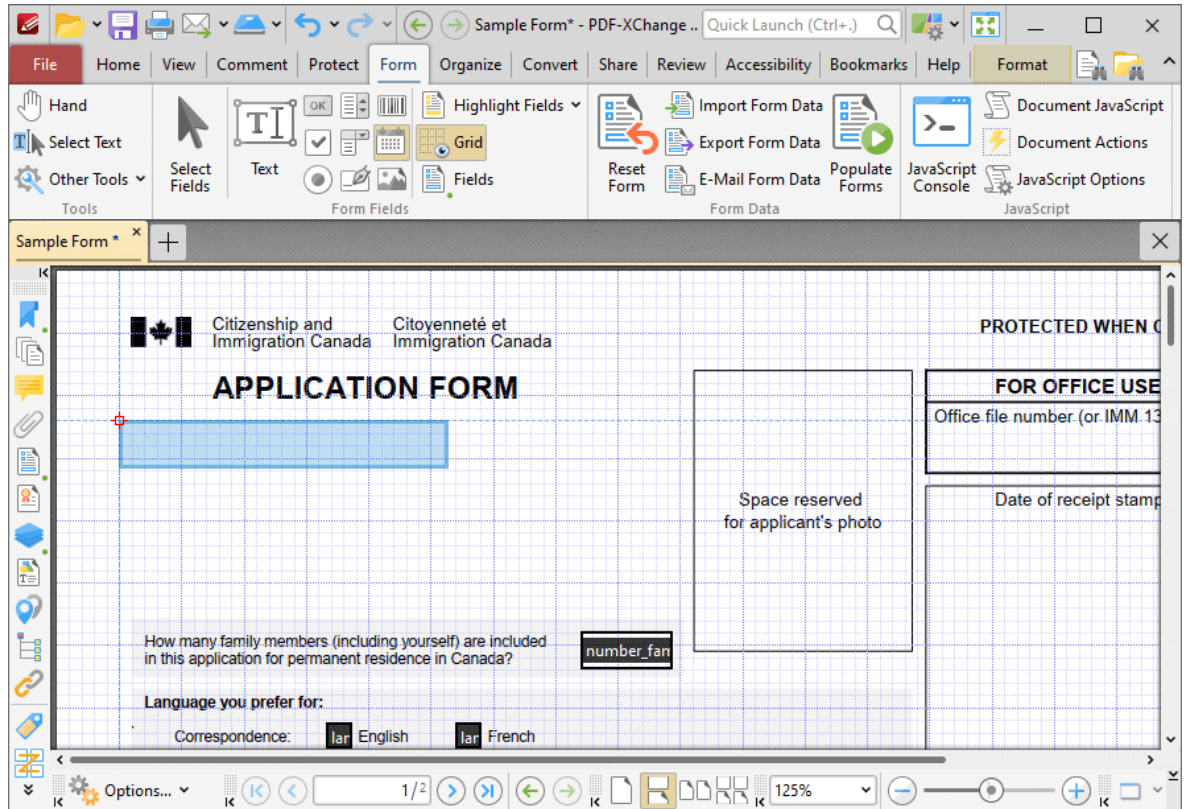 Sample Form* - PDF-XChange .. Quick Launch (Ctrl+.)
File Home View Comment Protect Form Organize Convert Share Review Accessibility Bookmarks Help Format
Hand
Select Text
Other Tools
Tools
Select Fields
Text
OK
Highlight Fields
Grid
Fields
Form Fields
Reset Form
Import Form Data
Export Form Data
E-Mail Form Data
Populate Forms
Form Data
JavaScript Console
Document JavaScript
Document Actions
JavaScript Options
JavaScript
Sample Form *
Citizenship and
Immigration Canada
Citoyenneté et
Immigration Canada
PROTECTED WHEN
APPLICATION FORM
FOR OFFICE USE
Office file number (or IMM 13
Space reserved
for applicant's photo
Date of receipt stamp
How many family members (including yourself) are included
in this application for permanent residence in Canada?
number_fam
Language you prefer for:
Correspondence: lar English lar French
Options... 1/2 125%